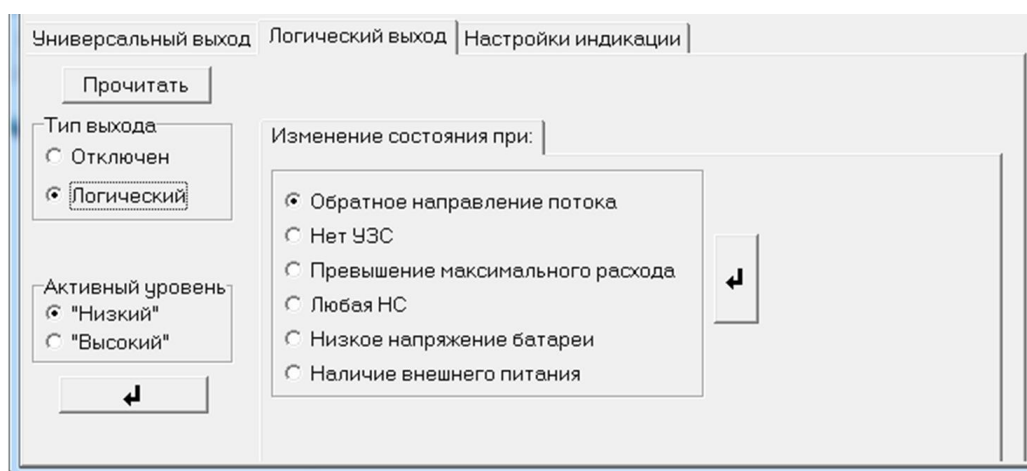 Универсальный выход Логический выход Настройки индикации
Прочитать
Тип выхода
Отключен
Логический
Активный уровень
"Низкий"
"Высокий"
Изменение состояния при:
Обратное направление потока
Нет УЗС
Превышение максимального расхода
Любая НС
Низкое напряжение батареи
Наличие внешнего питания